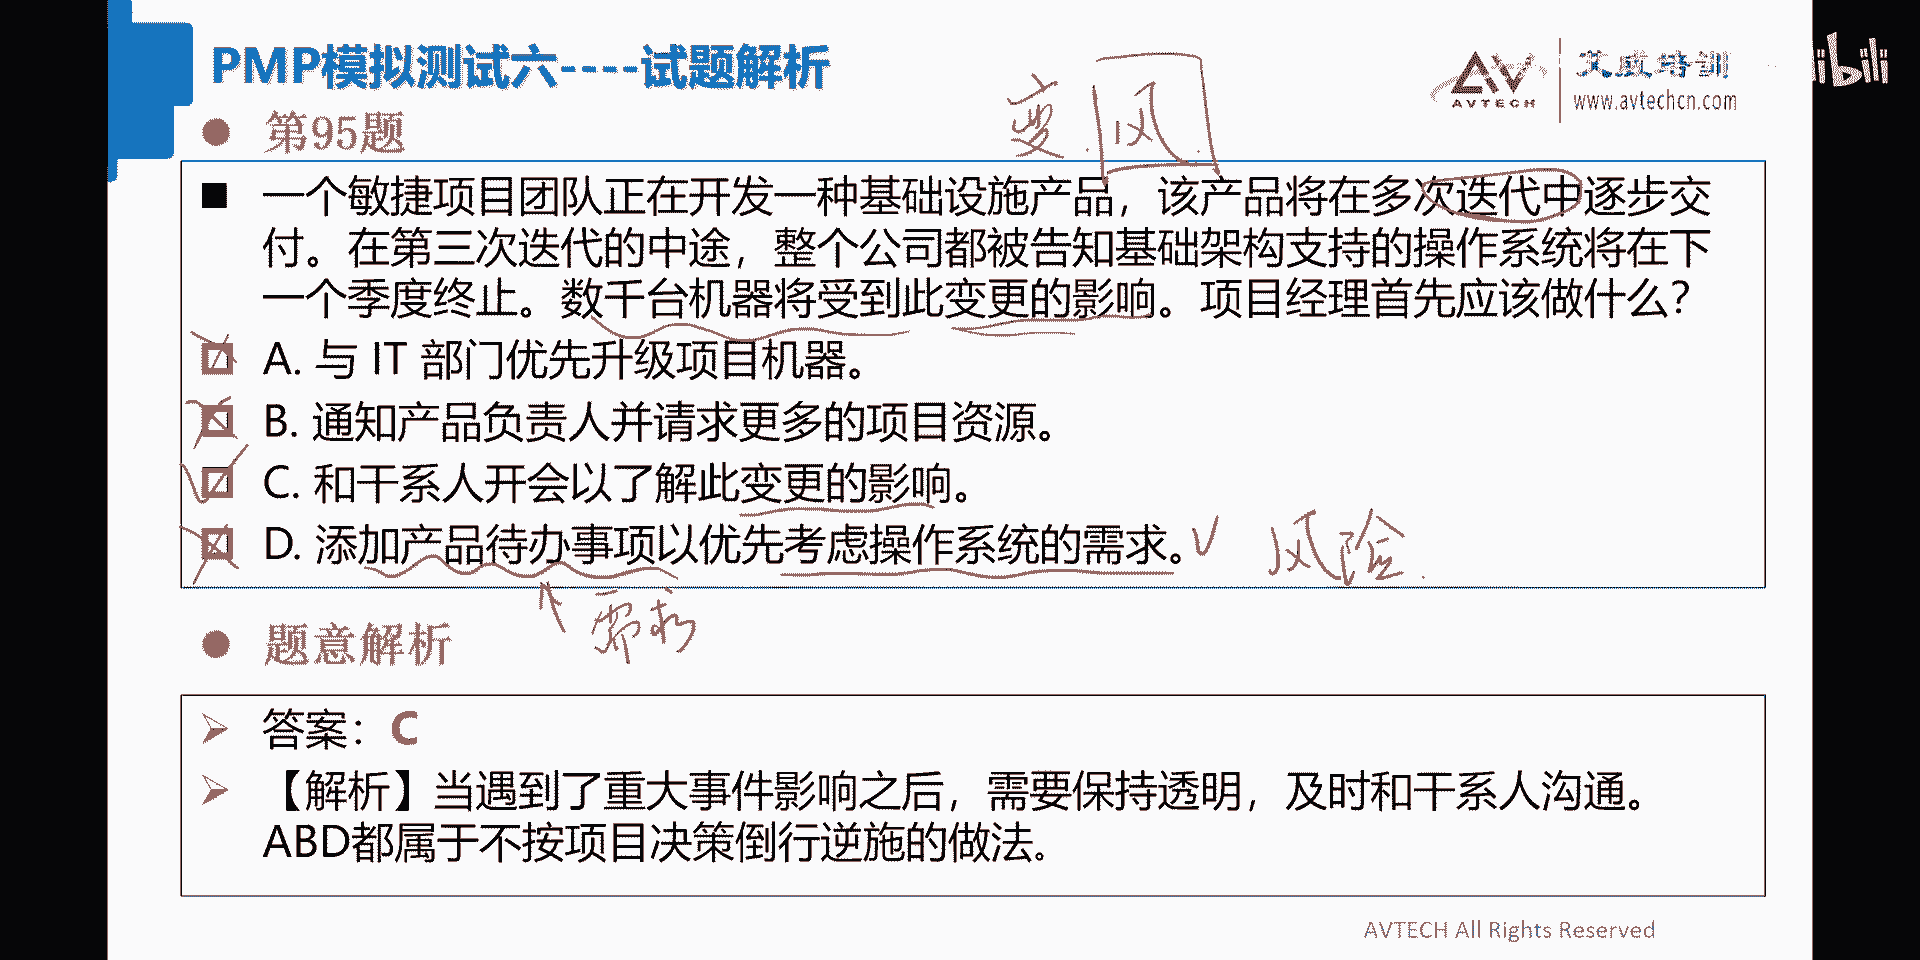 PMP模拟测试六----试题解析
AVTECH
艾威培训
www.avtechcn.com
bili
变 风
第95题
一个敏捷项目团队正在开发一种基础设施产品，该产品将在多次迭代中逐步交
付。在第三次迭代的中途，整个公司都被告知基础架构支持的操作系统将在下
一个季度终止。数千台机器将受到此变更的影响。项目经理首先应该做什么？
A. 与 IT 部门优先升级项目机器。
B. 通知产品负责人并请求更多的项目资源。
C. 和干系人开会以了解此变更的影响。
D. 添加产品待办事项以优先考虑操作系统的需求。
风险
需求
题意解析
答案：C
【解析】当遇到了重大事件影响之后，需要保持透明，及时和干系人沟通。
ABD都属于不按项目决策倒行逆施的做法。
AVTECH All Rights Reserved